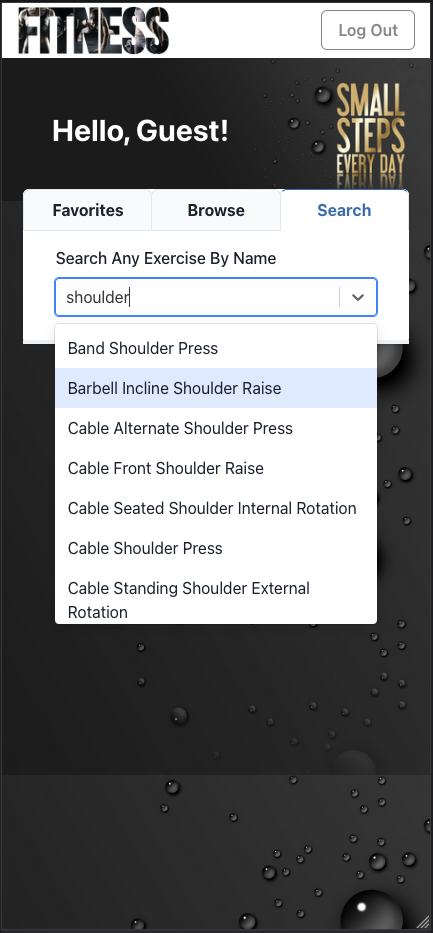 FITNESS
Log Out
Hello, Guest!
SMALL
STEPS
EVERY DAY
Favorites
Browse
Search
Search Any Exercise By Name
shoulder
Band Shoulder Press
Barbell Incline Shoulder Raise
Cable Alternate Shoulder Press
Cable Front Shoulder Raise
Cable Seated Shoulder Internal Rotation
Cable Shoulder Press
Cable Standing Shoulder External
Rotation